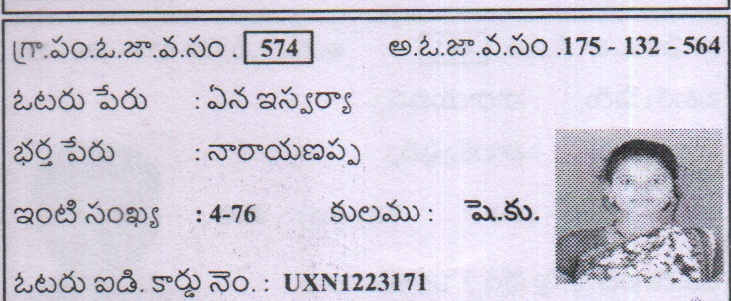 గ్రా.పం.ఓ.జా.వ.సం. 574 అ.ఓ.జా.వ.సం .175 - 132 - 564
ఓటరు పేరు : ఏన ఇస్వర్యా
భర్త పేరు : నారాయణప్ప
ఇంటి సంఖ్య : 4-76 కులము : షె.కు.
ఓటరు ఐడి. కార్డు నెం. : UXN1223171